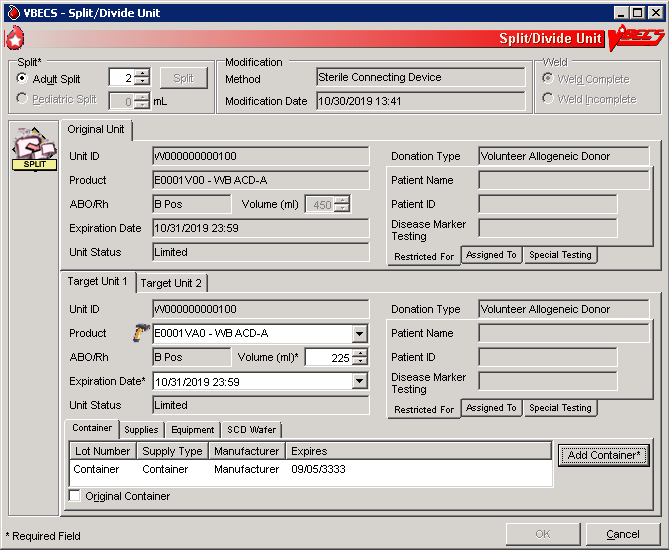 VBECS - Split/Divide Unit
Split/Divide Unit VBECS
Split* Modification Weld
Adult Split 2 Split Method Sterile Connecting Device Weld Complete
Pediatric Split 0 mL Modification Date 10/30/2019 13:41 Weld Incomplete
SPLIT
Original Unit
Unit ID W000000000100 Donation Type Volunteer Allogeneic Donor
Product E0001V00 - WB ACD-A Patient Name
ABO/Rh B Pos Volume (ml) 450 Patient ID
Expiration Date 10/31/2019 23:59 Disease Marker
Testing
Unit Status Limited Restricted For Assigned To Special Testing
Target Unit 1 Target Unit 2
Unit ID W000000000100 Donation Type Volunteer Allogeneic Donor
Product E0001VA0 - WB ACD-A Patient Name
ABO/Rh B Pos Volume (ml)* 225 Patient ID
Expiration Date* 10/31/2019 23:59 Disease Marker
Testing
Unit Status Limited Restricted For Assigned To Special Testing
Container Supplies Equipment SCD Wafer
Lot Number Supply Type Manufacturer Expires Add Container*
Container Container Manufacturer 09/05/3333
Original Container
* Required Field OK Cancel